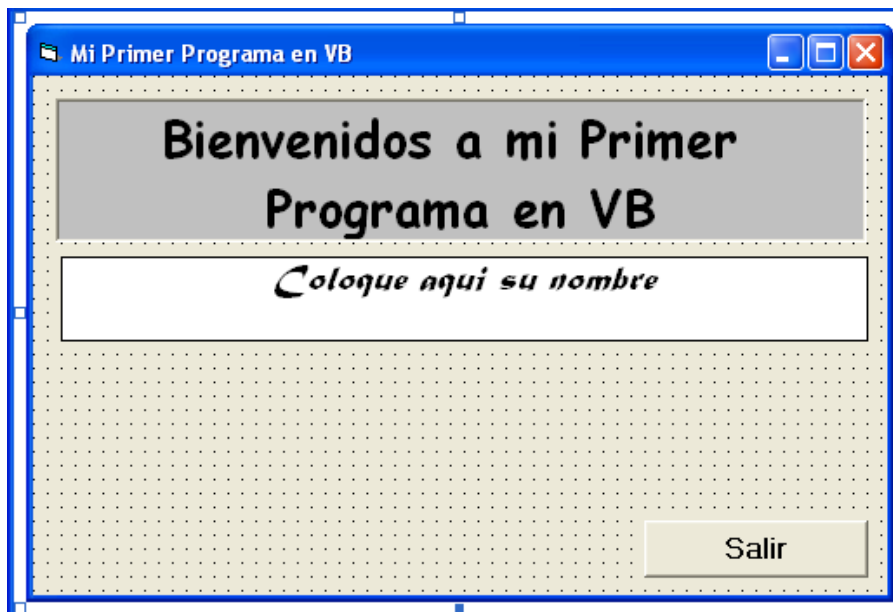 Mi Primer Programa en VB
Bienvenidos a mi Primer
Programa en VB
Coloque aqui su nombre
Salir